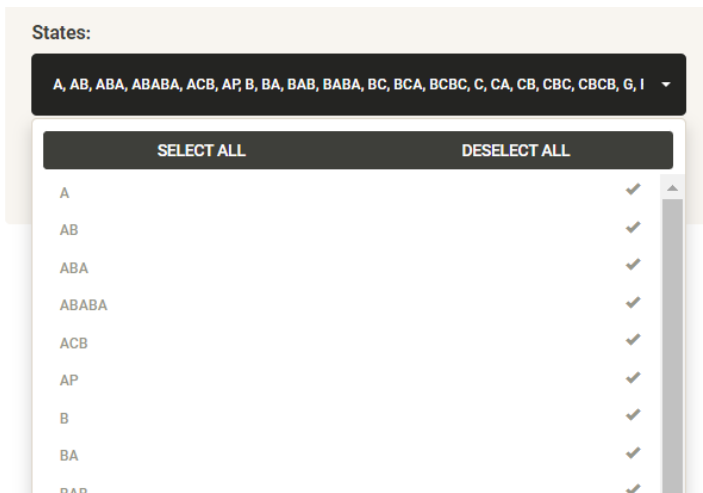 States:
A, AB, ABA, ABABA, ACB, AP, B, BA, BAB, BABA, BC, BCA, BCBC, C, CA, CB, CBC, CBCB, G, I
SELECT ALL DESELECT ALL
A
AB
ABA
ABABA
ACB
AP
B
BA
BAB